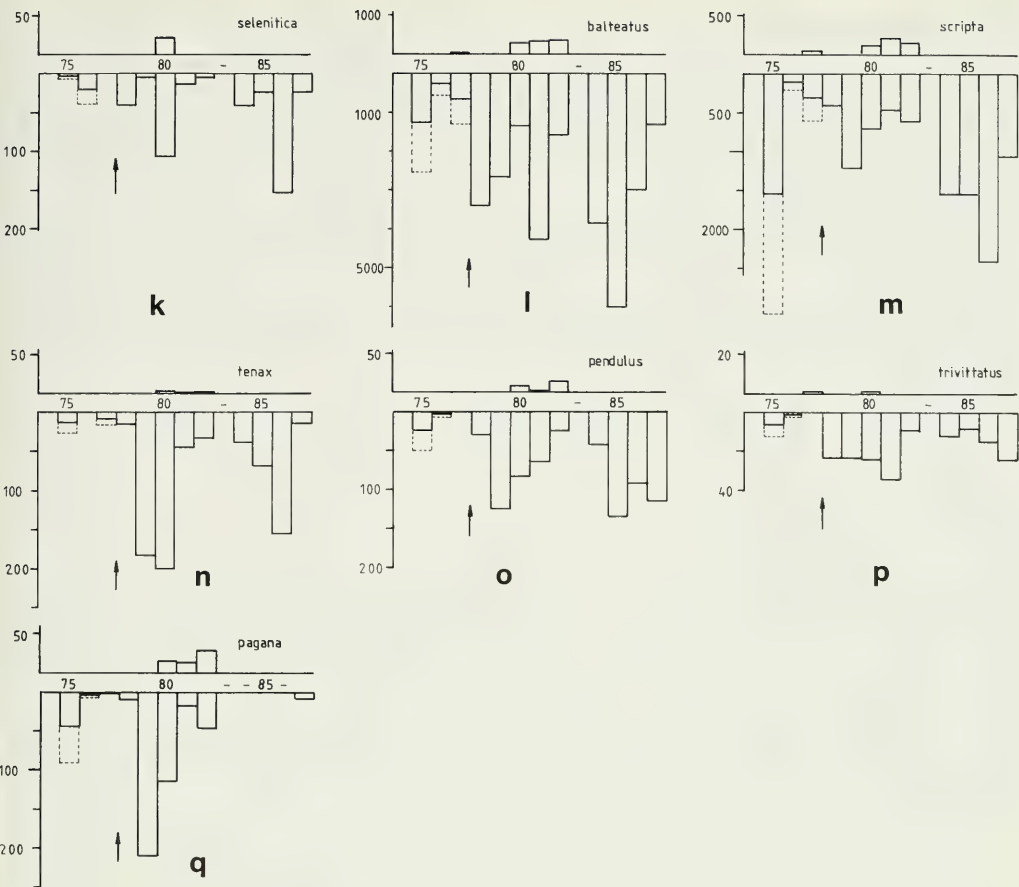 selenitica
50
75 80 – 85
100
200
k
balteatus
1000
75 80 – 85
1000
5000
l
scripta
500
75 80 – 85
500
2000
m
tenax
50
75 80 – 85
100
200
n
pendulus
50
75 80 – 85
100
200
o
trivittatus
20
75 80 – 85
40
p
pagana
50
75 80 – – 85 –
100
200
q